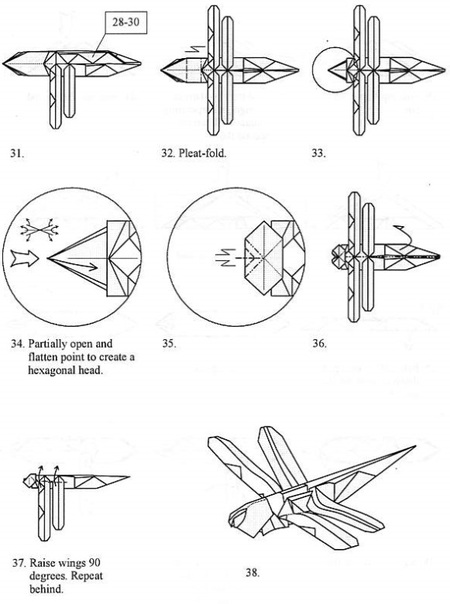 28-30
31.
32. Pleat-fold.
33.
34. Partially open and
flatten point to create a
hexagonal head.
35.
36.
37. Raise wings 90
degrees. Repeat
behind.
38.